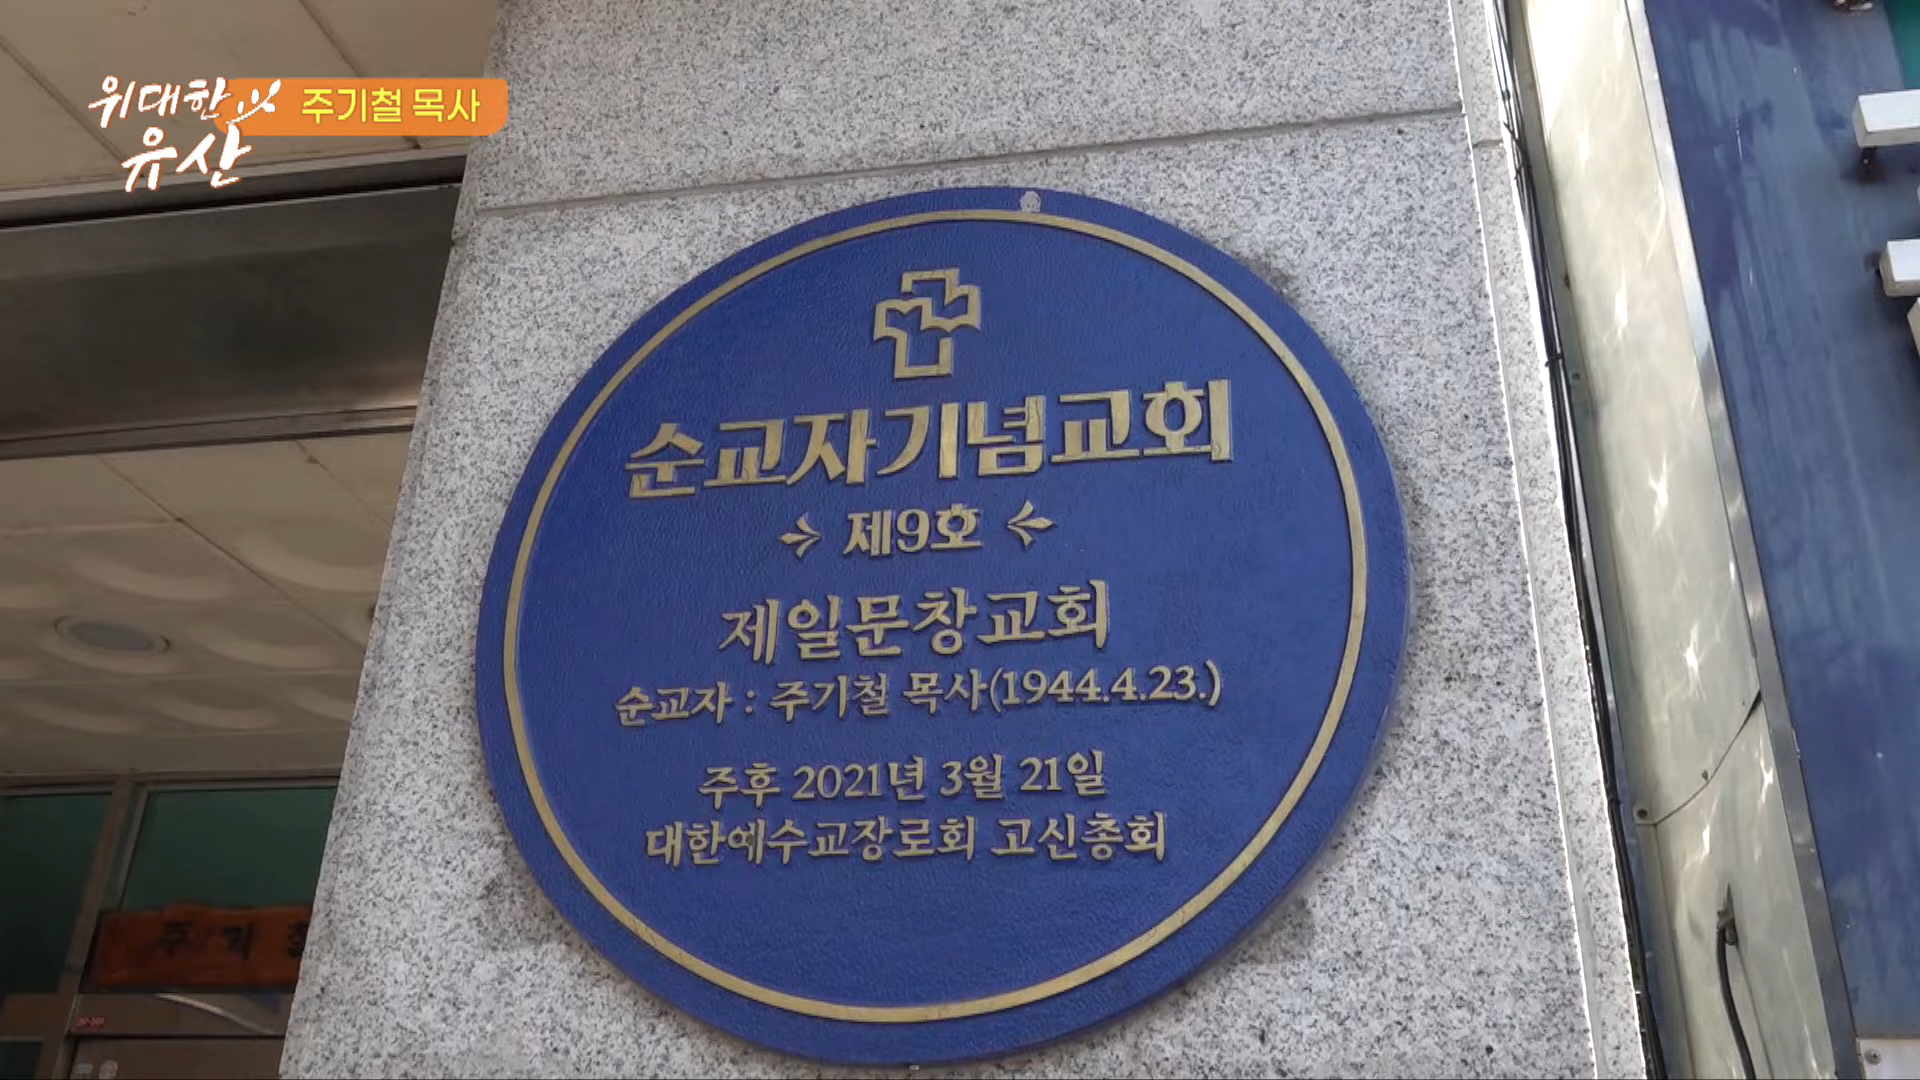 위대한
유산
주기철 목사
순교자기념교회
제9호
제일문창교회
순교자 : 주기철 목사(1944.4.23.)
주후 2021년 3월 21일
대한예수교장로회 고신총회
주기철